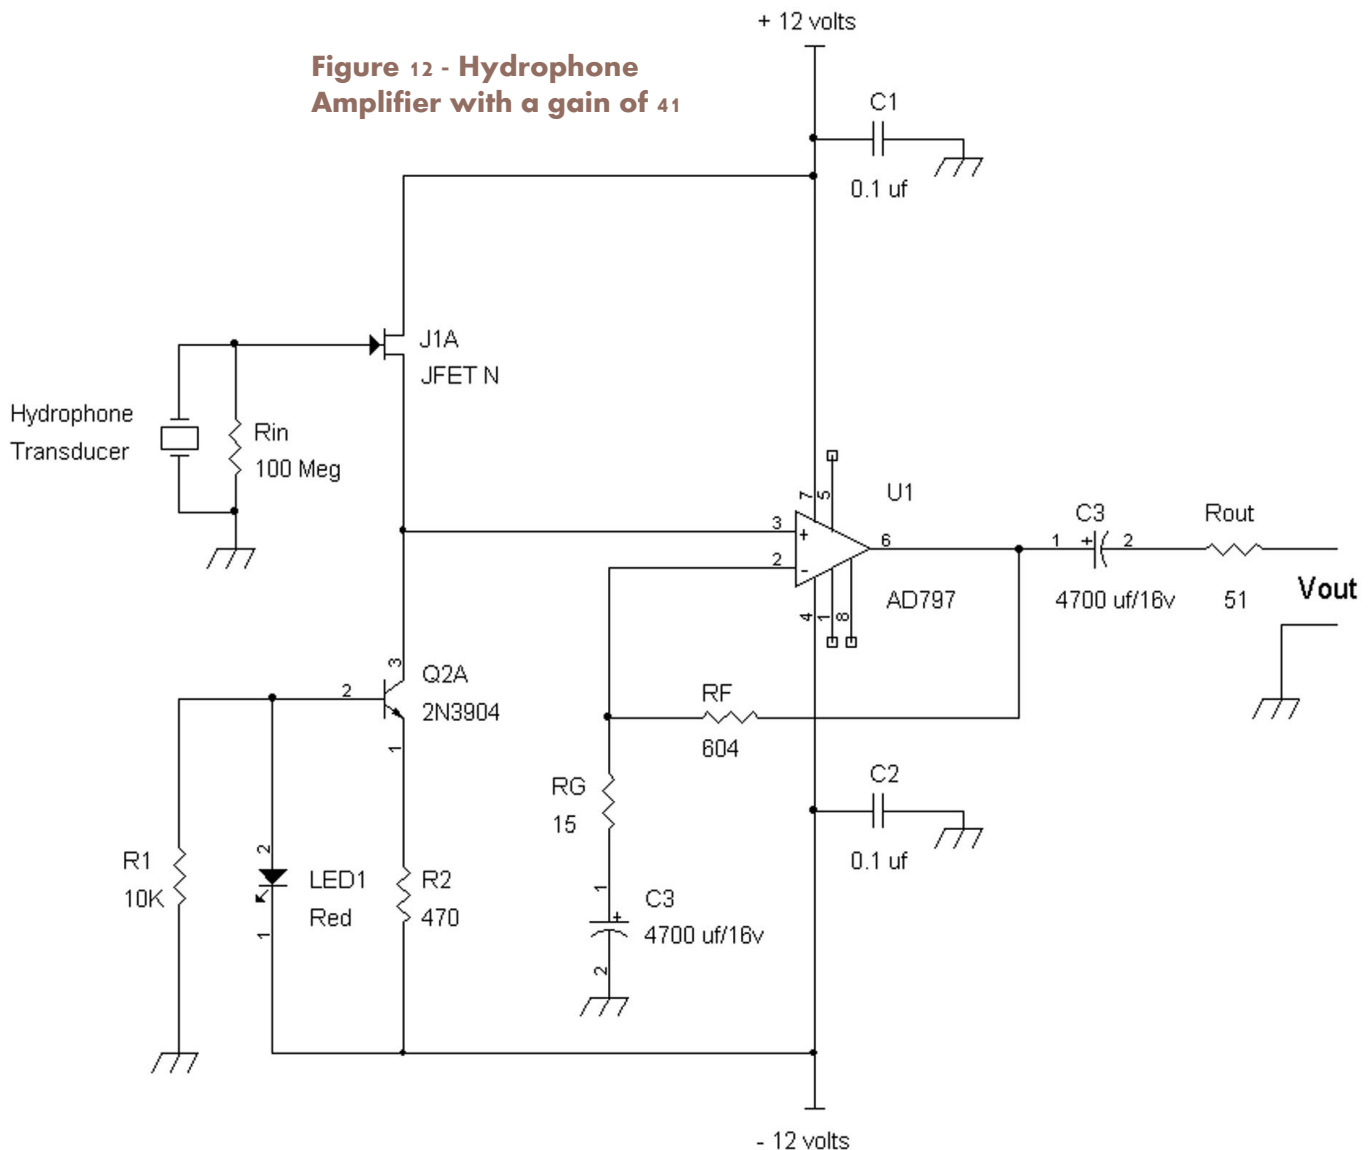 + 12 volts
Figure 12 - Hydrophone
Amplifier with a gain of 41
C1
0.1 uf
J1A
JFET N
Hydrophone
Transducer
Rin
100 Meg
7
5
U1
3
+
2
-
6
4
1
8
AD797
C3
1
+
2
4700 uf/16v
Rout
51
Vout
3
Q2A
2
2N3904
1
RF
604
RG
15
C2
0.1 uf
R1
10K
2
LED1
Red
1
R2
470
1
+
C3
4700 uf/16v
2
- 12 volts